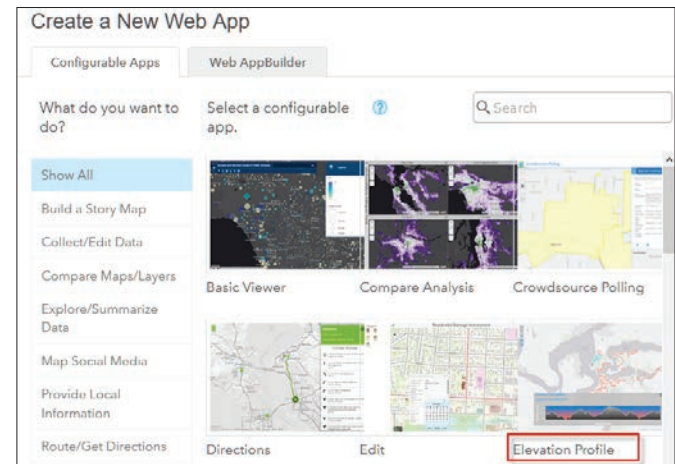 Create a New Web App
Configurable Apps
Web AppBuilder
What do you want to
do?
Select a configurable
app.
?
Search
Show All
Build a Story Map
Collect/Edit Data
Compare Maps/Layers
Explore/Summarize
Data
Map Social Media
Provide Local
Information
Route/Get Directions
Basic Viewer
Compare Analysis
Crowdsource Polling
Directions
Edit
Elevation Profile